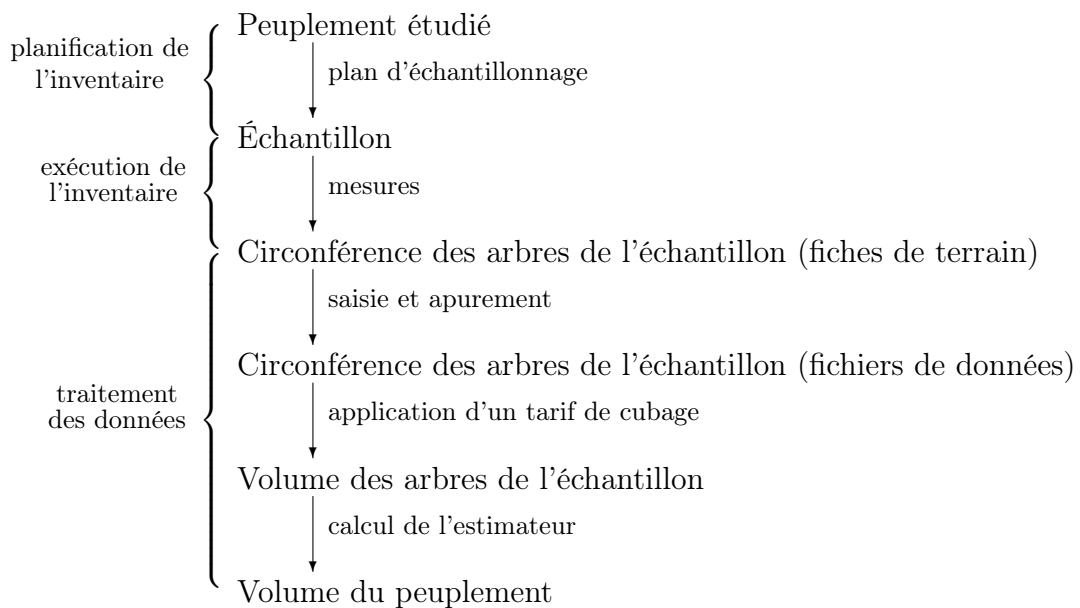 Peuplement étudié
planification de
l'inventaire
plan d'échantillonnage
Échantillon
exécution de
l'inventaire
mesures
Circonférence des arbres de l'échantillon (fiches de terrain)
saisie et apurement
Circonférence des arbres de l'échantillon (fichiers de données)
traitement
des données
application d'un tarif de cubage
Volume des arbres de l'échantillon
calcul de l'estimateur
Volume du peuplement